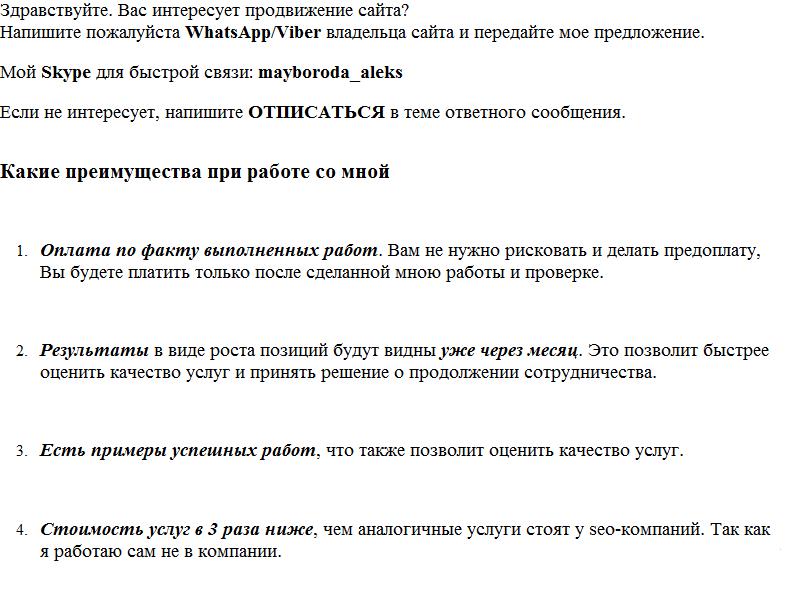 Здравствуйте. Вас интересует продвижение сайта?
Напишите пожалуйста WhatsApp/Viber владельца сайта и передайте мое предложение.
Мой Skype для быстрой связи: mayboroda_aleks
Если не интересует, напишите ОТПИСАТЬСЯ в теме ответного сообщения.
Какие преимущества при работе со мной
1. Оплата по факту выполненных работ. Вам не нужно рисковать и делать предоплату,
Вы будете платить только после сделанной мною работы и проверке.
2. Результаты в виде роста позиций будут видны уже через месяц. Это позволит быстрее
оценить качество услуг и принять решение о продолжении сотрудничества.
3. Есть примеры успешных работ, что также позволит оценить качество услуг.
4. Стоимость услуг в 3 раза ниже, чем аналогичные услуги стоят у seo-компаний. Так как
я работаю сам не в компании.